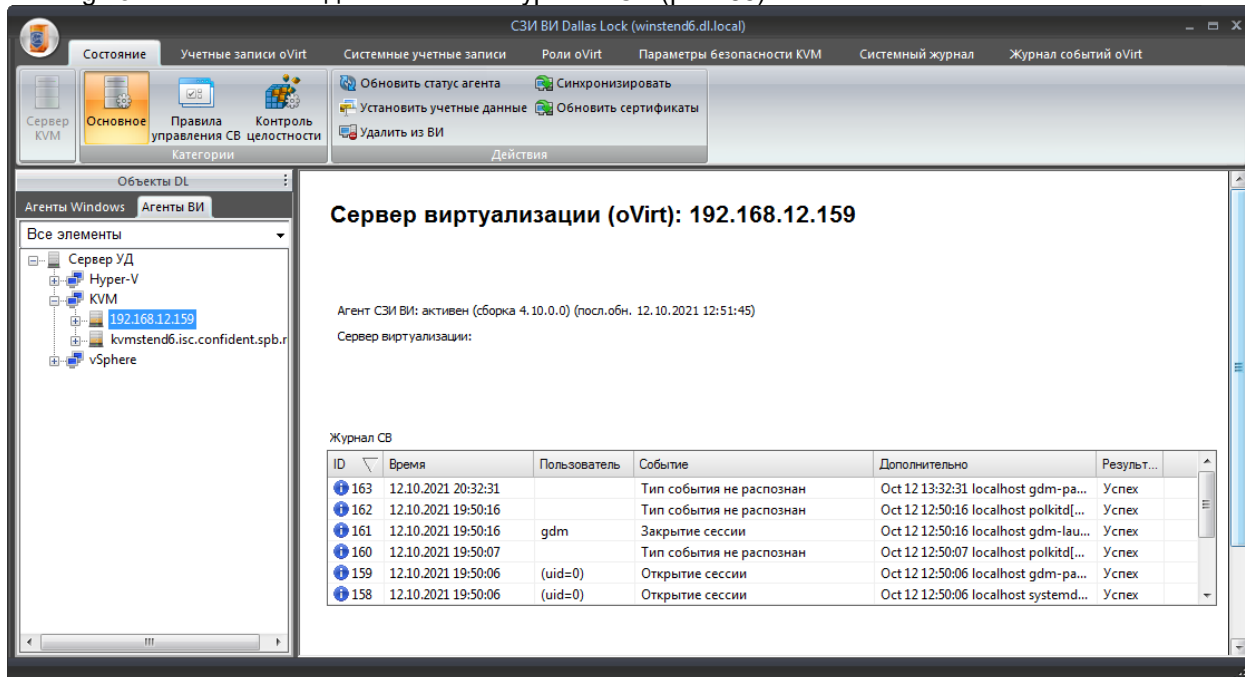 СЗИ ВИ Dallas Lock (winstend6.dl.local)
Состояние Учетные записи oVirt Системные учетные записи Роли oVirt Параметры безопасности KVM Системный журнал Журнал событий oVirt
Сервер KVM
Основное
Правила управления СВ
Контроль целостности
Категории
Обновить статус агента
Установить учетные данные
Удалить из ВИ
Синхронизировать
Обновить сертификаты
Действия
Объекты DL
Агенты Windows Агенты ВИ
Все элементы
Сервер УД
Hyper-V
KVM
192.168.12.159
kvmstend6.isc.confident.spb.r
vSphere
Сервер виртуализации (oVirt): 192.168.12.159
Агент СЗИ ВИ: активен (сборка 4.10.0.0) (посл.обн. 12.10.2021 12:51:45)
Сервер виртуализации:
Журнал СВ
ID Время Пользователь Событие Дополнительно Результ...
163 12.10.2021 20:32:31 Тип события не распознан Oct 12 13:32:31 localhost gdm-pa... Успех
162 12.10.2021 19:50:16 Тип события не распознан Oct 12 12:50:16 localhost polkitd[... Успех
161 12.10.2021 19:50:16 gdm Закрытие сессии Oct 12 12:50:16 localhost gdm-lau... Успех
160 12.10.2021 19:50:07 Тип события не распознан Oct 12 12:50:07 localhost polkitd[... Успех
159 12.10.2021 19:50:06 (uid=0) Открытие сессии Oct 12 12:50:06 localhost gdm-pa... Успех
158 12.10.2021 19:50:06 (uid=0) Открытие сессии Oct 12 12:50:06 localhost systemd... Успех